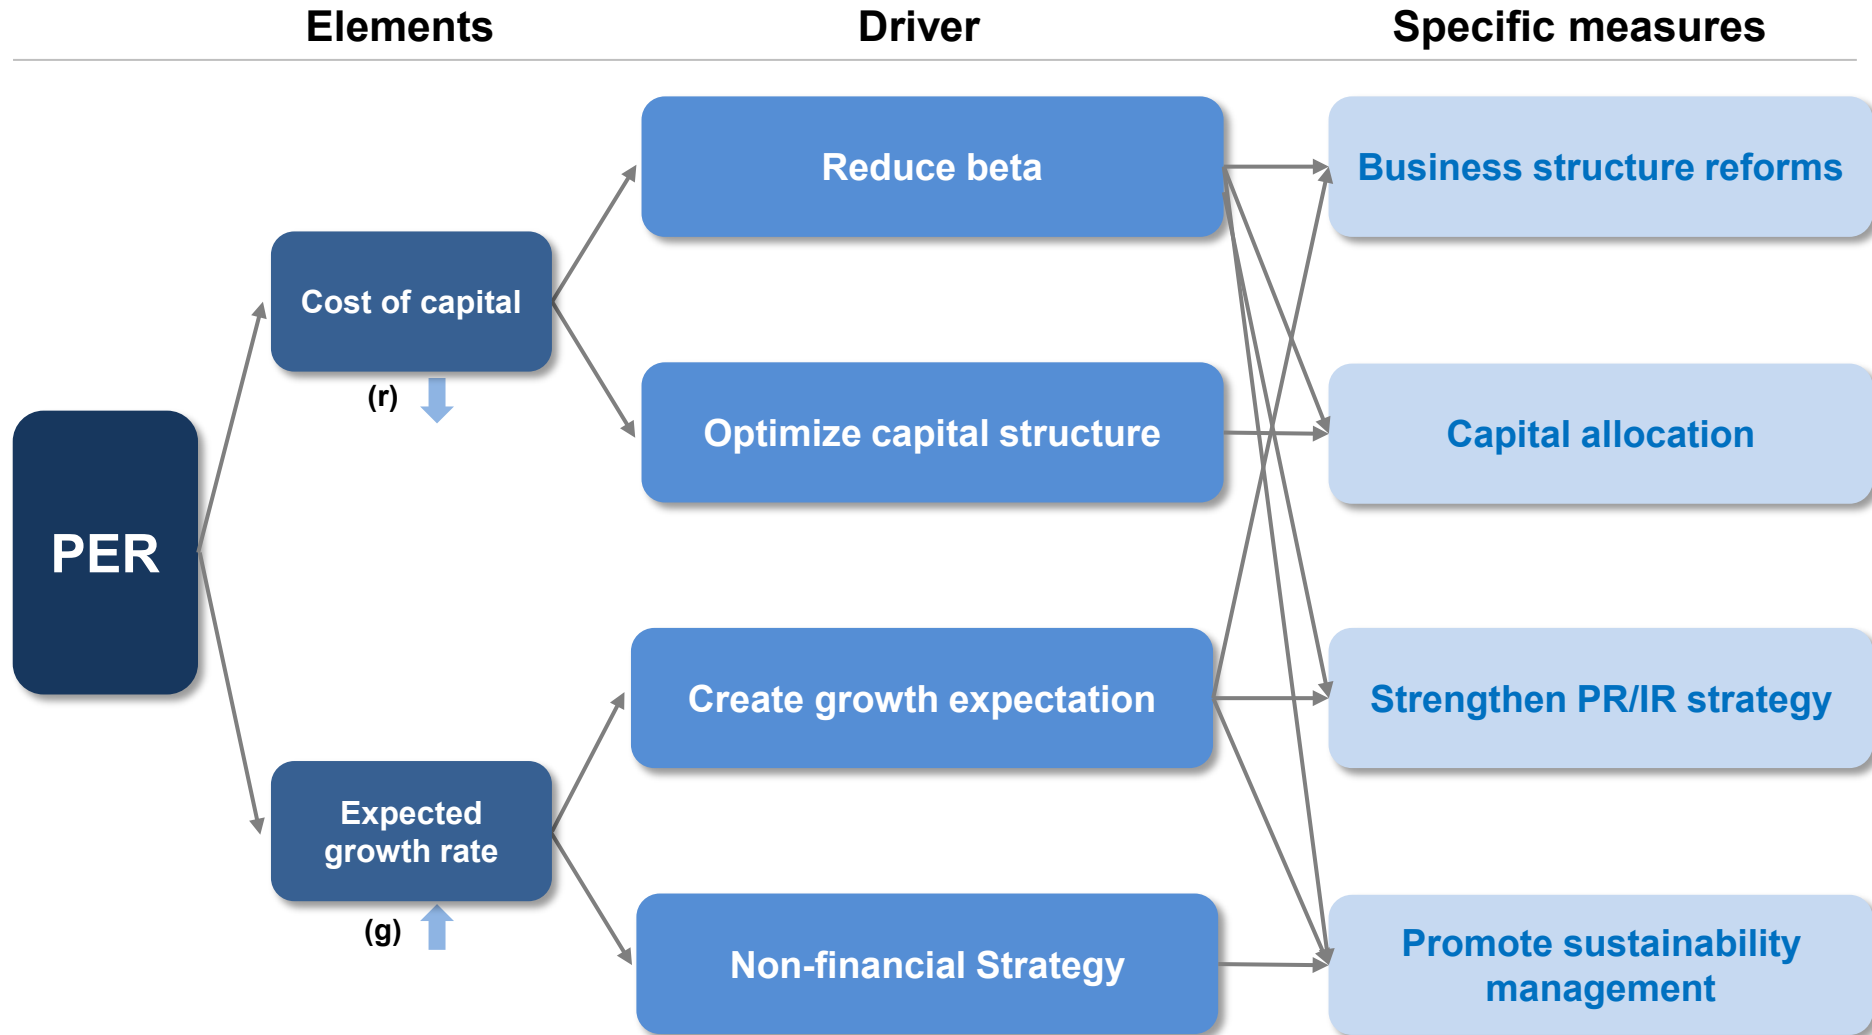 Elements
Driver
Specific measures
PER
Cost of capital
(r)
Expected
growth rate
(g)
Reduce beta
Optimize capital structure
Create growth expectation
Non-financial Strategy
Business structure reforms
Capital allocation
Strengthen PR/IR strategy
Promote sustainability
management